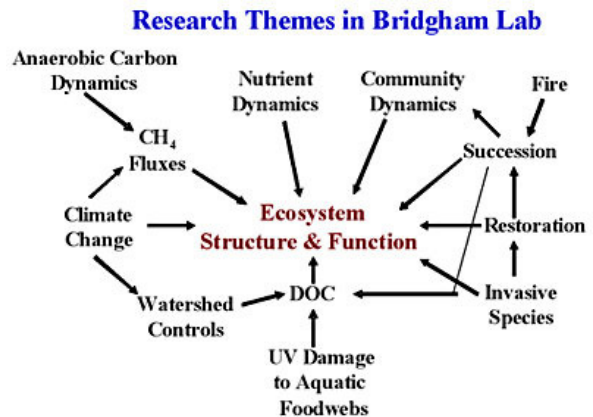 Research Themes in Bridgham Lab
Anaerobic Carbon
Dynamics
Nutrient
Dynamics
Community
Dynamics
Fire
CH₄
Fluxes
Succession
Climate
Change
Ecosystem
Structure & Function
Restoration
Watershed
Controls
DOC
Invasive
Species
UV Damage
to Aquatic
Foodwebs